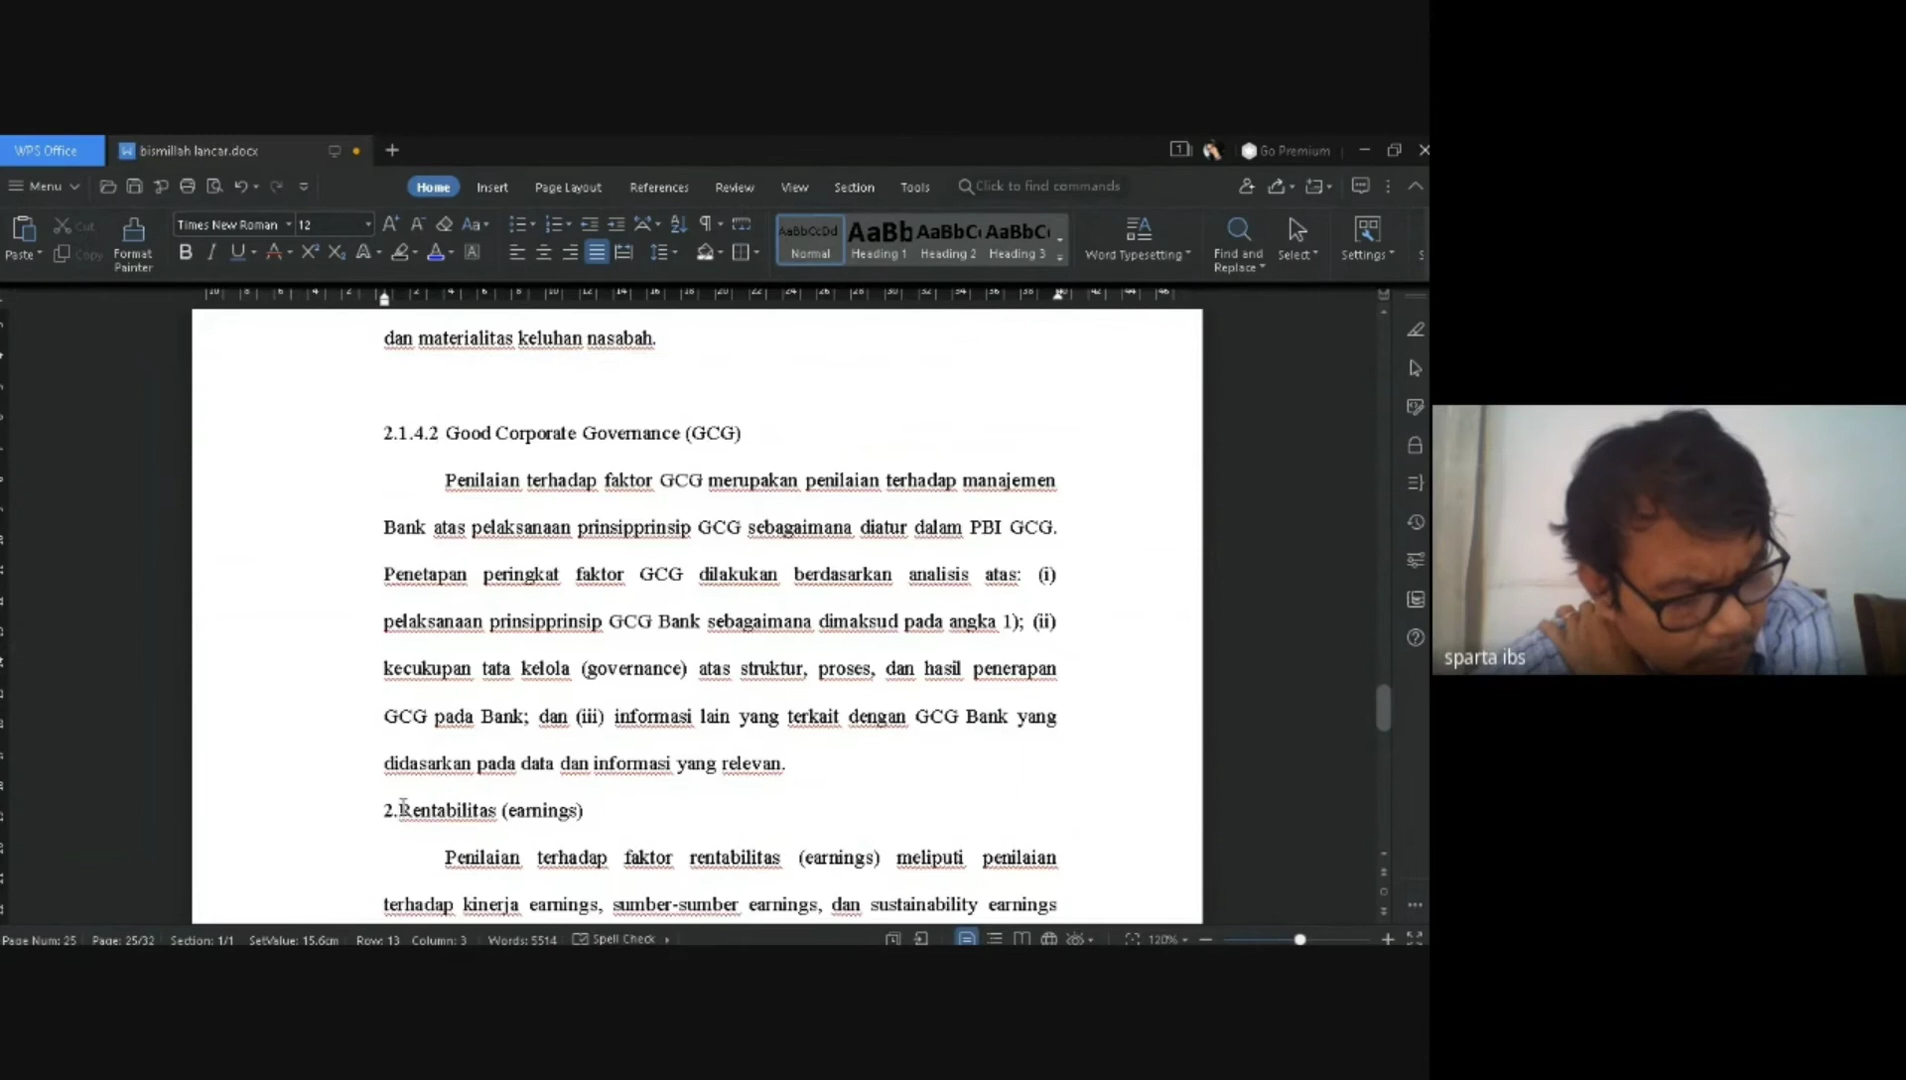 WPS Office
bismillah lancar.docx
Go Premium
Menu
Home
Insert
Page Layout
References
Review
View
Section
Tools
Click to find commands
Paste
Cut
Copy
Format Painter
Times New Roman
12
AaBbCcDd
Normal
AaBb
Heading 1
AaBbC
Heading 2
AaBbC
Heading 3
Word Typesetting
Find and Replace
Select
Settings
dan materialitas keluhan nasabah.
2.1.4.2 Good Corporate Governance (GCG)
Penilaian terhadap faktor GCG merupakan penilaian terhadap manajemen
Bank atas pelaksanaan prinsipprinsip GCG sebagaimana diatur dalam PBI GCG.
Penetapan peringkat faktor GCG dilakukan berdasarkan analisis atas: (i)
pelaksanaan prinsipprinsip GCG Bank sebagaimana dimaksud pada angka 1); (ii)
kecukupan tata kelola (governance) atas struktur, proses, dan hasil penerapan
GCG pada Bank; dan (iii) informasi lain yang terkait dengan GCG Bank yang
didasarkan pada data dan informasi yang relevan.
2.Rentabilitas (earnings)
Penilaian terhadap faktor rentabilitas (earnings) meliputi penilaian
terhadap kinerja earnings, sumber-sumber earnings, dan sustainability earnings
Page Num: 25 Page: 25/32 Section: 1/1 SetValue: 15.6cm Row: 13 Column: 3 Words: 5514 Spell Check 120%
sparta ibs